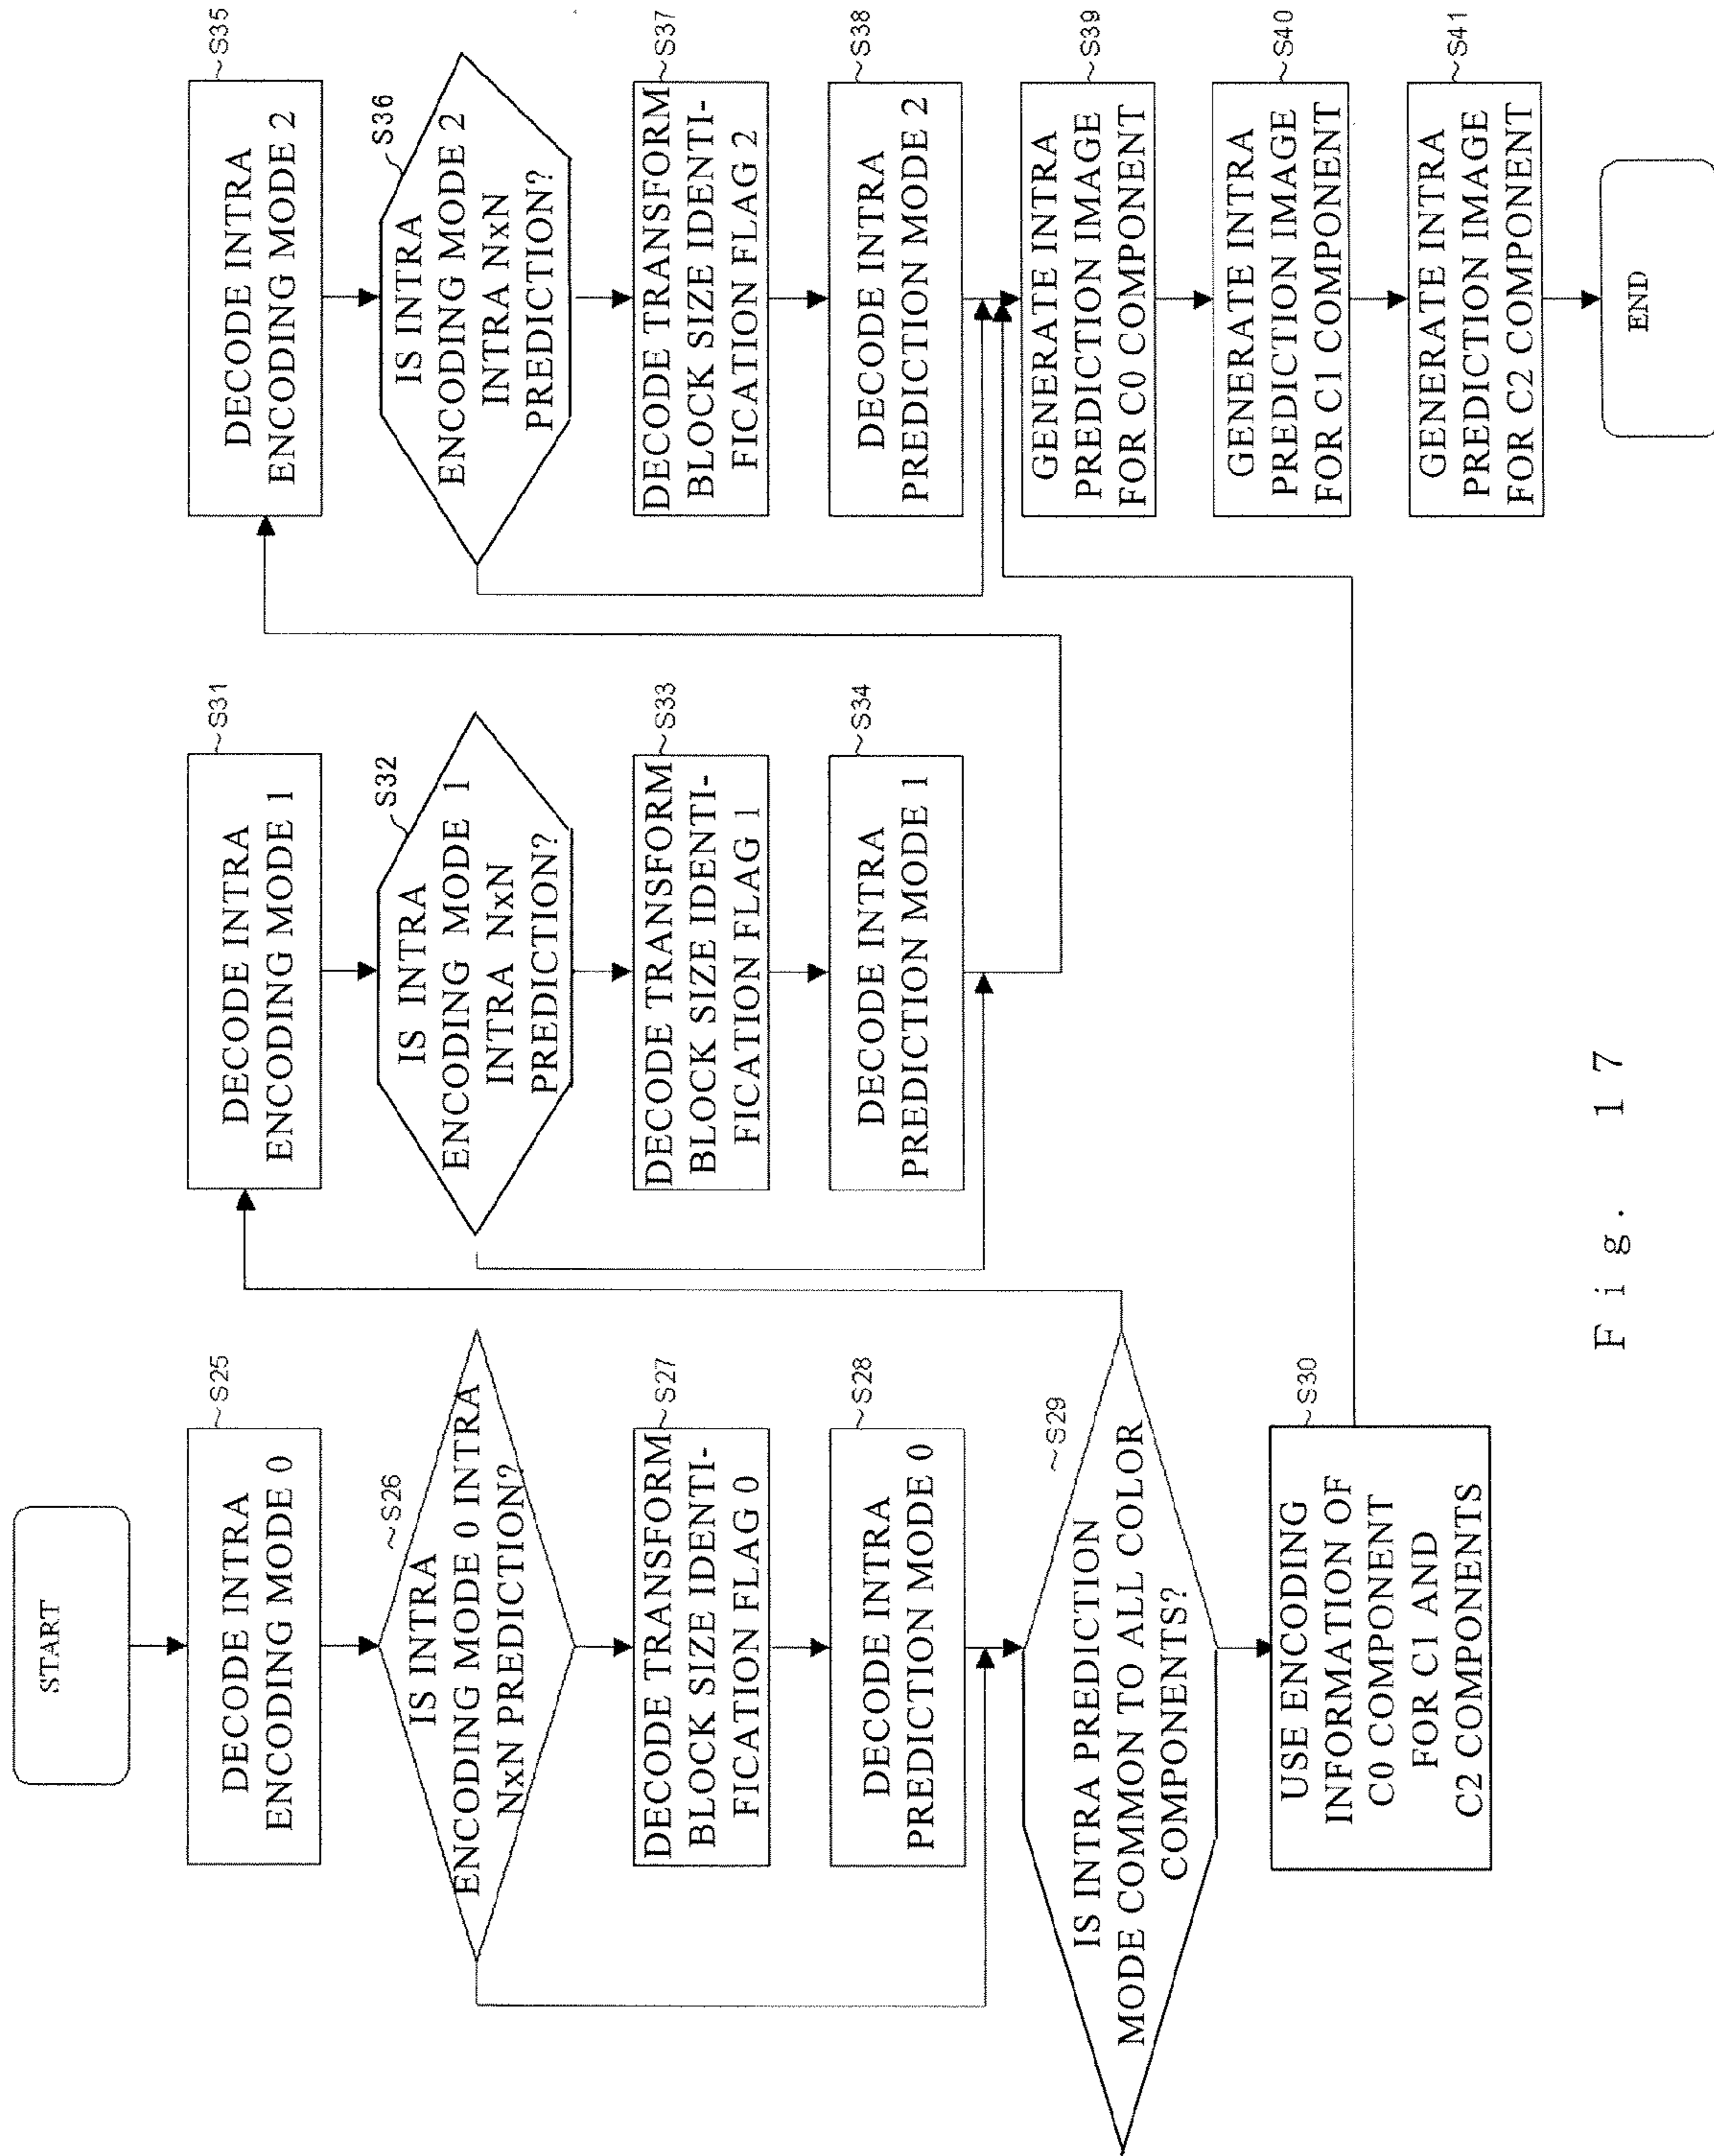 START
DECODE INTRA
ENCODING MODE 0
~S25
IS INTRA
ENCODING MODE 0 INTRA
NxN PREDICTION?
~S26
DECODE TRANSFORM
BLOCK SIZE IDENTI-
FICATION FLAG 0
~S27
DECODE INTRA
PREDICTION MODE 0
~S28
IS INTRA PREDICTION
MODE COMMON TO ALL COLOR
COMPONENTS?
~S29
USE ENCODING
INFORMATION OF
C0 COMPONENT
FOR C1 AND
C2 COMPONENTS
~S30
DECODE INTRA
ENCODING MODE 1
~S31
IS INTRA
ENCODING MODE 1
INTRA NxN
PREDICTION?
~S32
DECODE TRANSFORM
BLOCK SIZE IDENTI-
FICATION FLAG 1
~S33
DECODE INTRA
PREDICTION MODE 1
~S34
DECODE INTRA
ENCODING MODE 2
~S35
IS INTRA
ENCODING MODE 2
INTRA NxN
PREDICTION?
~S36
DECODE TRANSFORM
BLOCK SIZE IDENTI-
FICATION FLAG 2
~S37
DECODE INTRA
PREDICTION MODE 2
~S38
GENERATE INTRA
PREDICTION IMAGE
FOR C0 COMPONENT
~S39
GENERATE INTRA
PREDICTION IMAGE
FOR C1 COMPONENT
~S40
GENERATE INTRA
PREDICTION IMAGE
FOR C2 COMPONENT
~S41
END
Fig. 17